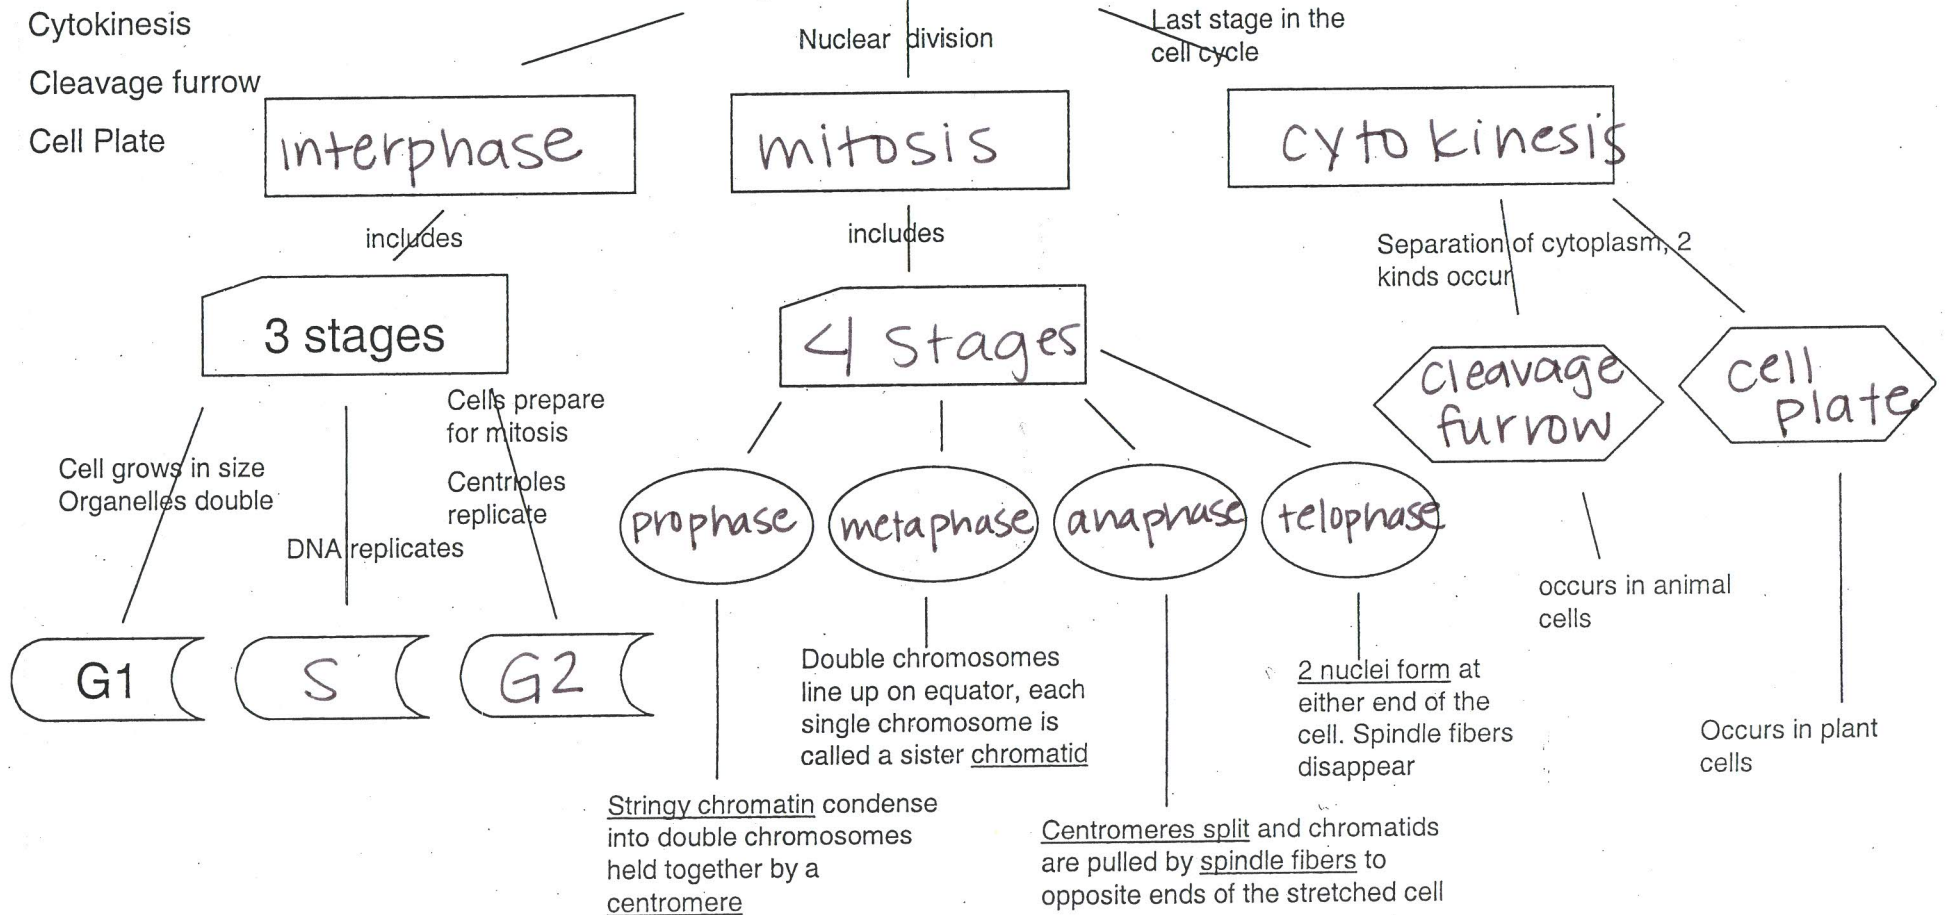 Cytokinesis
Cleavage furrow
Cell Plate
Nuclear division
Last stage in the
cell cycle
interphase
mitosis
cytokinesis
includes
includes
Separation of cytoplasm, 2
kinds occur
3 stages
4 stages
cleavage
furrow
cell
plate
Cell grows in size
Organelles double
DNA replicates
Cells prepare
for mitosis
Centrioles
replicate
prophase
metaphase
anaphase
telophase
G1
S
G2
Stringy chromatin condense
into double chromosomes
held together by a
centromere
Double chromosomes
line up on equator, each
single chromosome is
called a sister chromatid
Centromeres split and chromatids
are pulled by spindle fibers to
opposite ends of the stretched cell
2 nuclei form at
either end of the
cell. Spindle fibers
disappear
occurs in animal
cells
Occurs in plant
cells